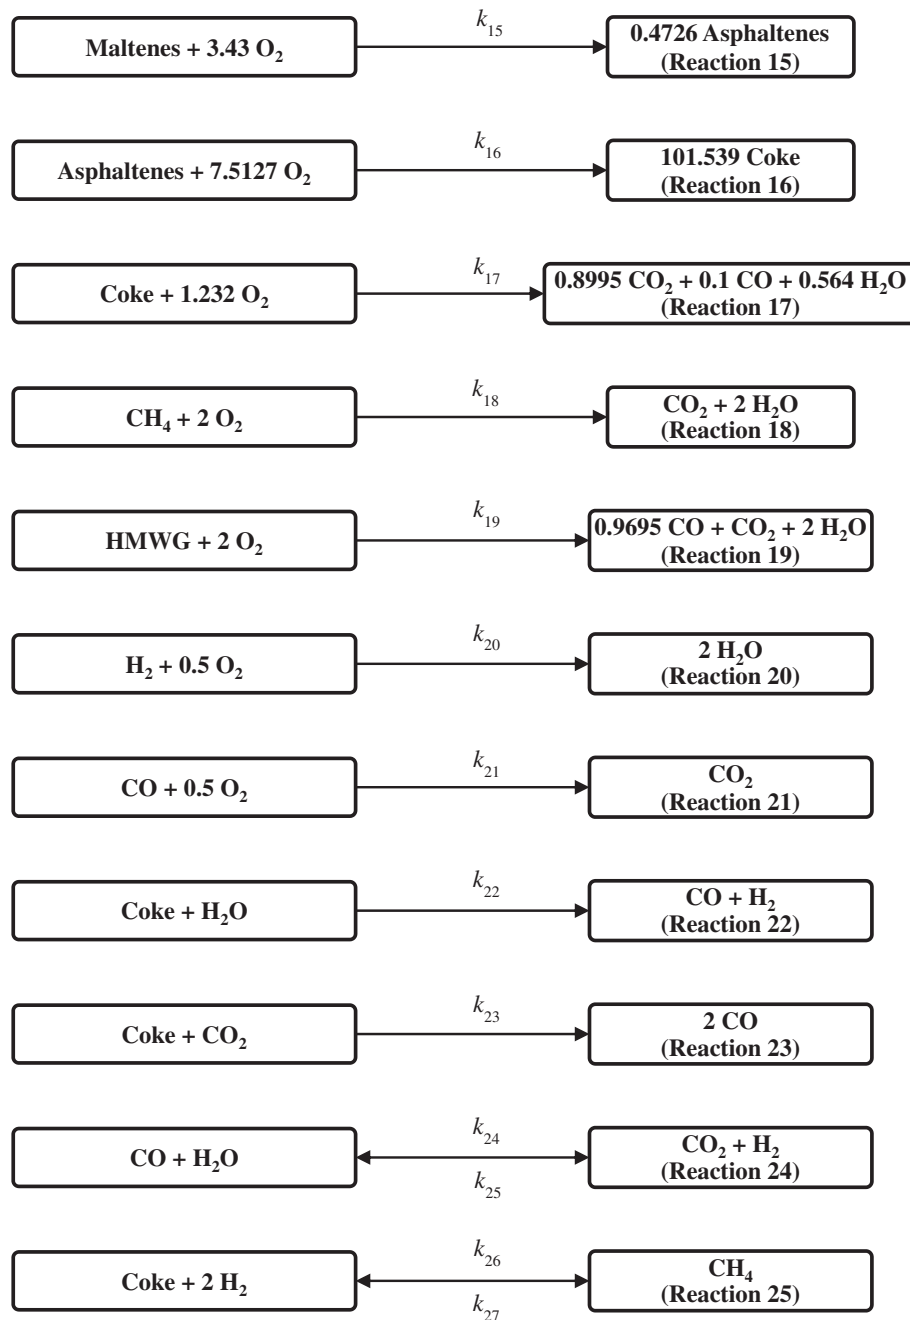 k₁₅
Maltenes + 3.43 O₂
0.4726 Asphaltenes
(Reaction 15)
k₁₆
Asphaltenes + 7.5127 O₂
101.539 Coke
(Reaction 16)
k₁₇
Coke + 1.232 O₂
0.8995 CO₂ + 0.1 CO + 0.564 H₂O
(Reaction 17)
k₁₈
CH₄ + 2 O₂
CO₂ + 2 H₂O
(Reaction 18)
k₁₉
HMWG + 2 O₂
0.9695 CO + CO₂ + 2 H₂O
(Reaction 19)
k₂₀
H₂ + 0.5 O₂
2 H₂O
(Reaction 20)
k₂₁
CO + 0.5 O₂
CO₂
(Reaction 21)
k₂₂
Coke + H₂O
CO + H₂
(Reaction 22)
k₂₃
Coke + CO₂
2 CO
(Reaction 23)
k₂₄
CO + H₂O
CO₂ + H₂
(Reaction 24)
k₂₅
k₂₆
Coke + 2 H₂
CH₄
(Reaction 25)
k₂₇